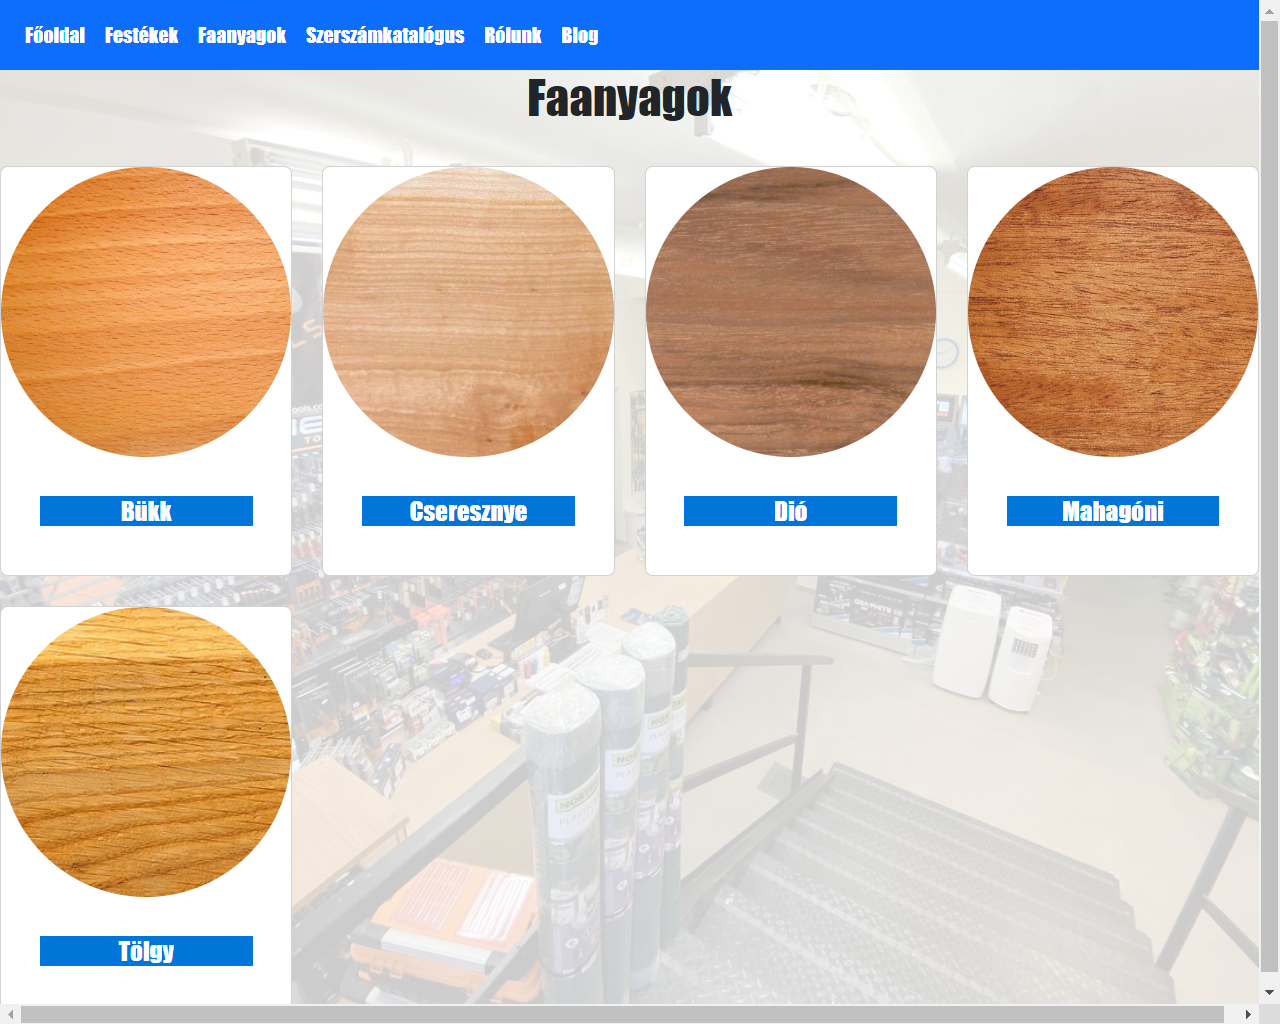 Főoldal Festékek Faanyagok Szerszámkatalógus Rólunk Blog
Faanyagok
Bükk
Cseresznye
Dió
Mahagóni
Tölgy